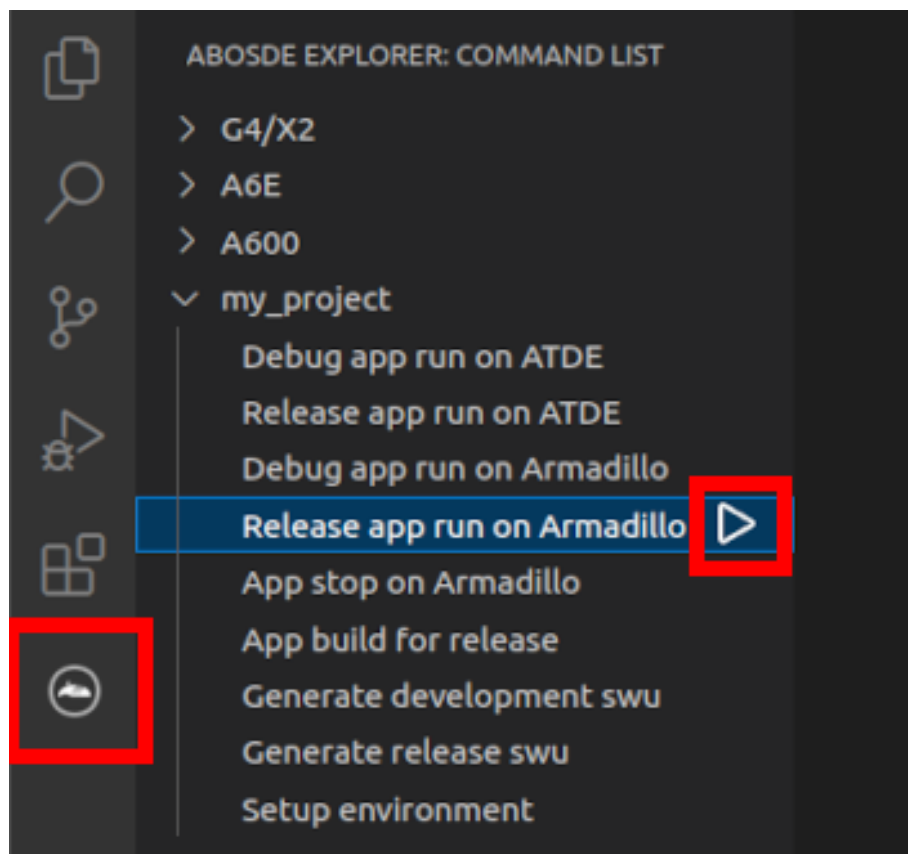 ABOSDE EXPLORER: COMMAND LIST
G4/X2
A6E
A600
my_project
Debug app run on ATDE
Release app run on ATDE
Debug app run on Armadillo
Release app run on Armadillo
App stop on Armadillo
App build for release
Generate development swu
Generate release swu
Setup environment